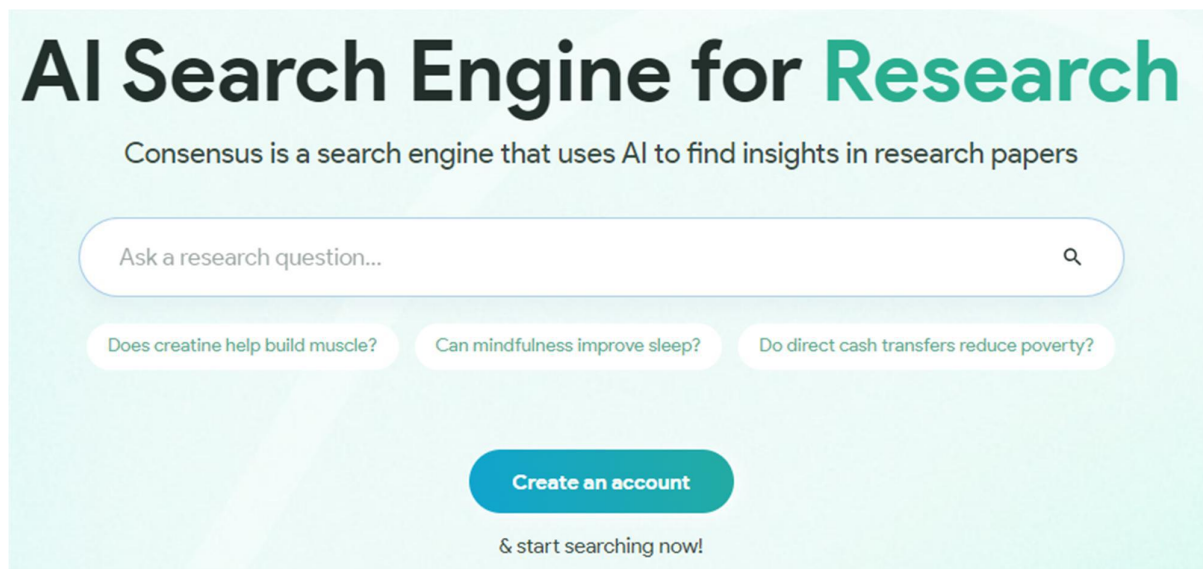 AI Search Engine for Research
Consensus is a search engine that uses AI to find insights in research papers
Ask a research question...
Does creatine help build muscle? Can mindfulness improve sleep? Do direct cash transfers reduce poverty?
Create an account
& start searching now!